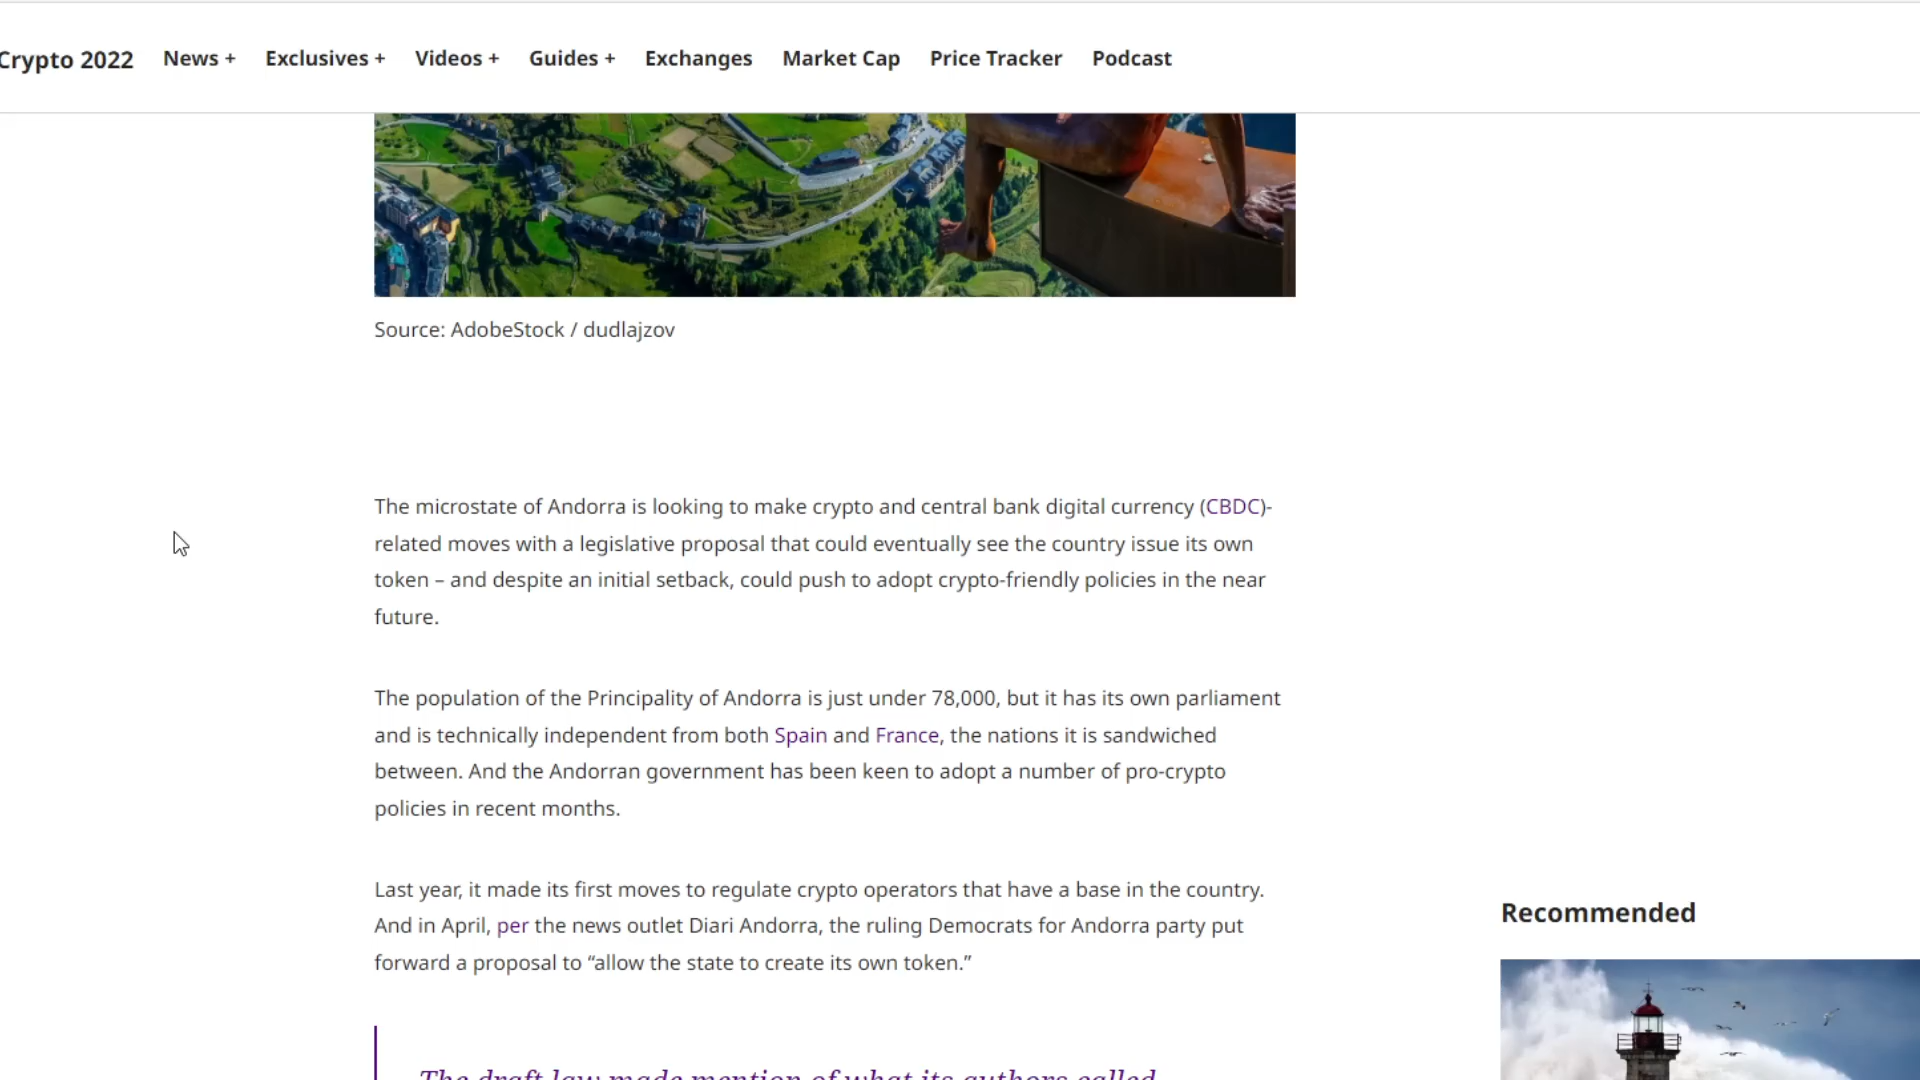 Crypto 2022 News + Exclusives + Videos + Guides + Exchanges Market Cap Price Tracker Podcast
Source: AdobeStock / dudlajzov
The microstate of Andorra is looking to make crypto and central bank digital currency (CBDC)-
related moves with a legislative proposal that could eventually see the country issue its own
token – and despite an initial setback, could push to adopt crypto-friendly policies in the near
future.
The population of the Principality of Andorra is just under 78,000, but it has its own parliament
and is technically independent from both Spain and France, the nations it is sandwiched
between. And the Andorran government has been keen to adopt a number of pro-crypto
policies in recent months.
Last year, it made its first moves to regulate crypto operators that have a base in the country.
And in April, per the news outlet Diari Andorra, the ruling Democrats for Andorra party put
forward a proposal to “allow the state to create its own token.”
Recommended
The draft law made mention of what its authors called